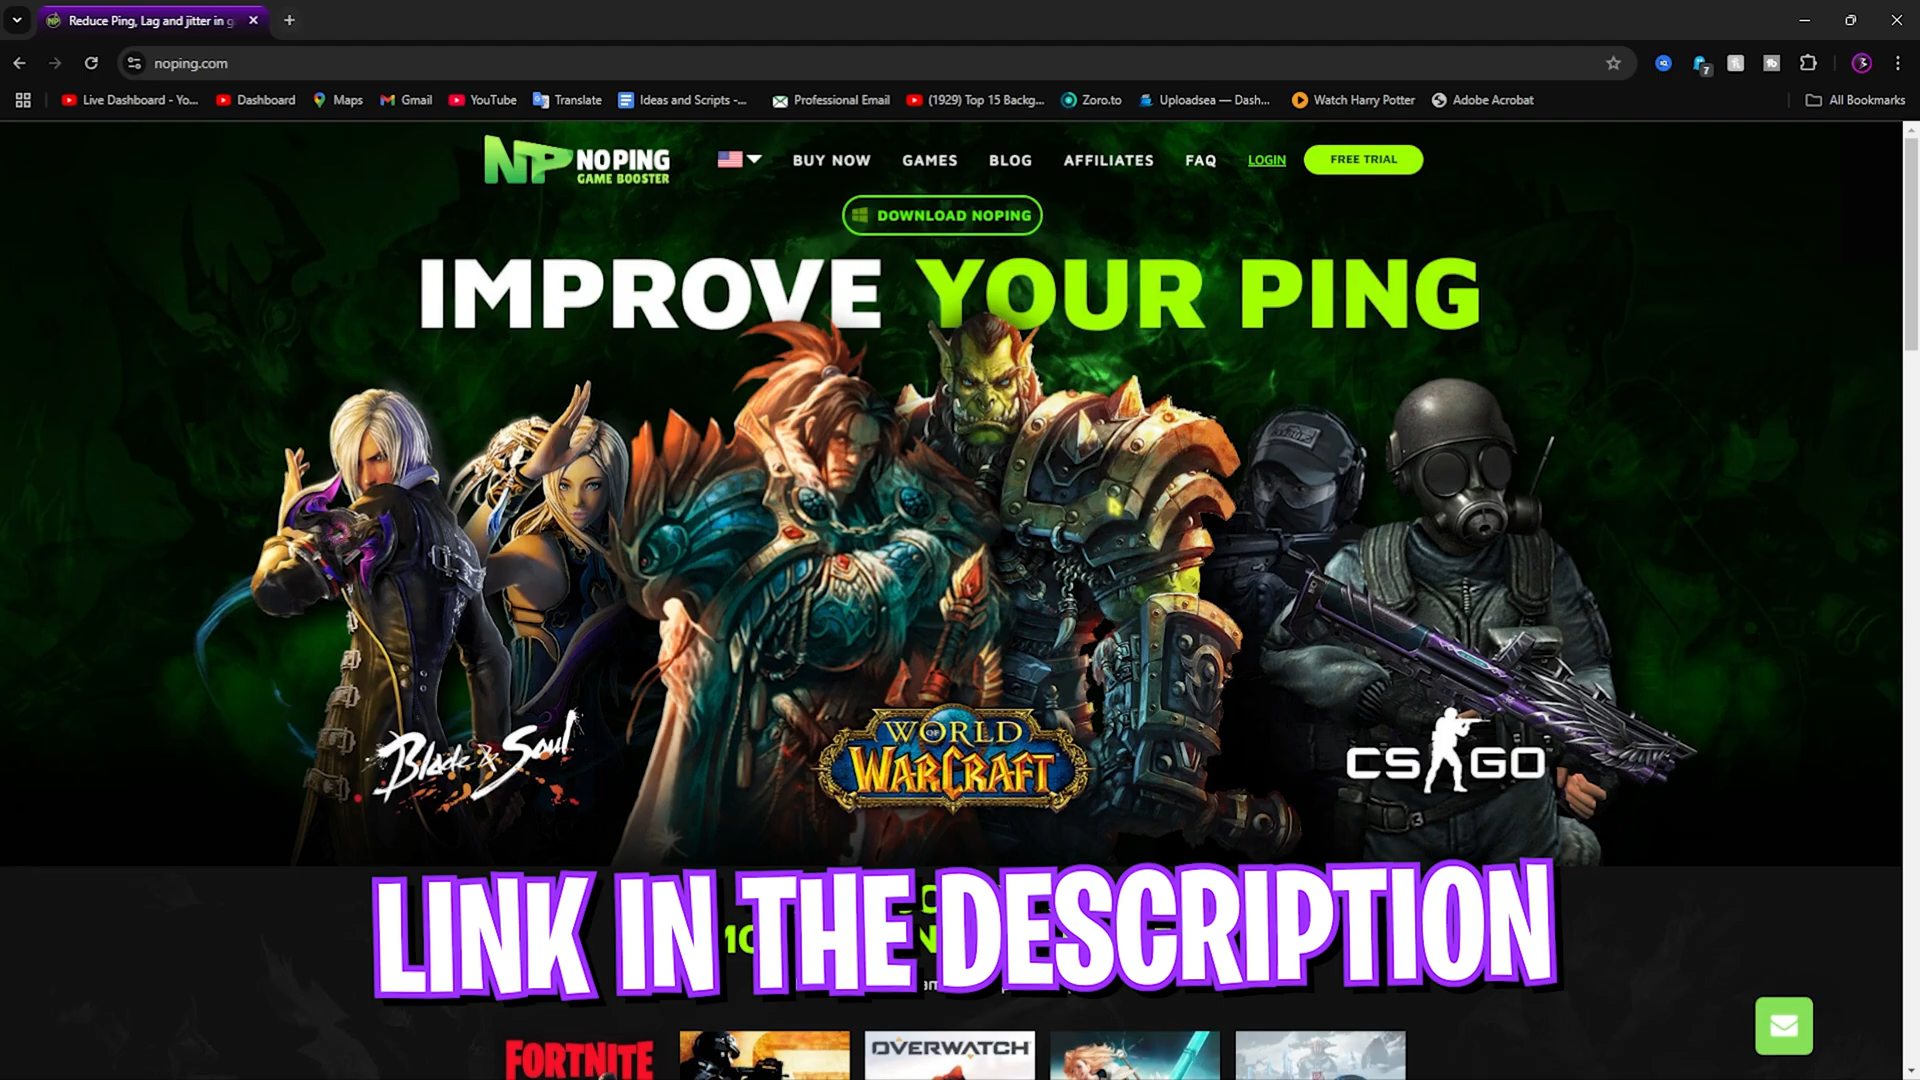 Reduce Ping, Lag and jitter in g
noping.com
7
Live Dashboard - Yo...
Dashboard
Maps
Gmail
YouTube
Translate
Ideas and Scripts -...
Professional Email
(1929) Top 15 Backg...
Zoro.to
Uploadsea — Dash...
Watch Harry Potter
Adobe Acrobat
All Bookmarks
NP NOPING
GAME BOOSTER
BUY NOW
GAMES
BLOG
AFFILIATES
FAQ
LOGIN
FREE TRIAL
DOWNLOAD NOPING
IMPROVE YOUR PING
Blade & Soul
WORLD OF WARCRAFT
CS GO
LINK IN THE DESCRIPTION
FORTNITE
OVERWATCH